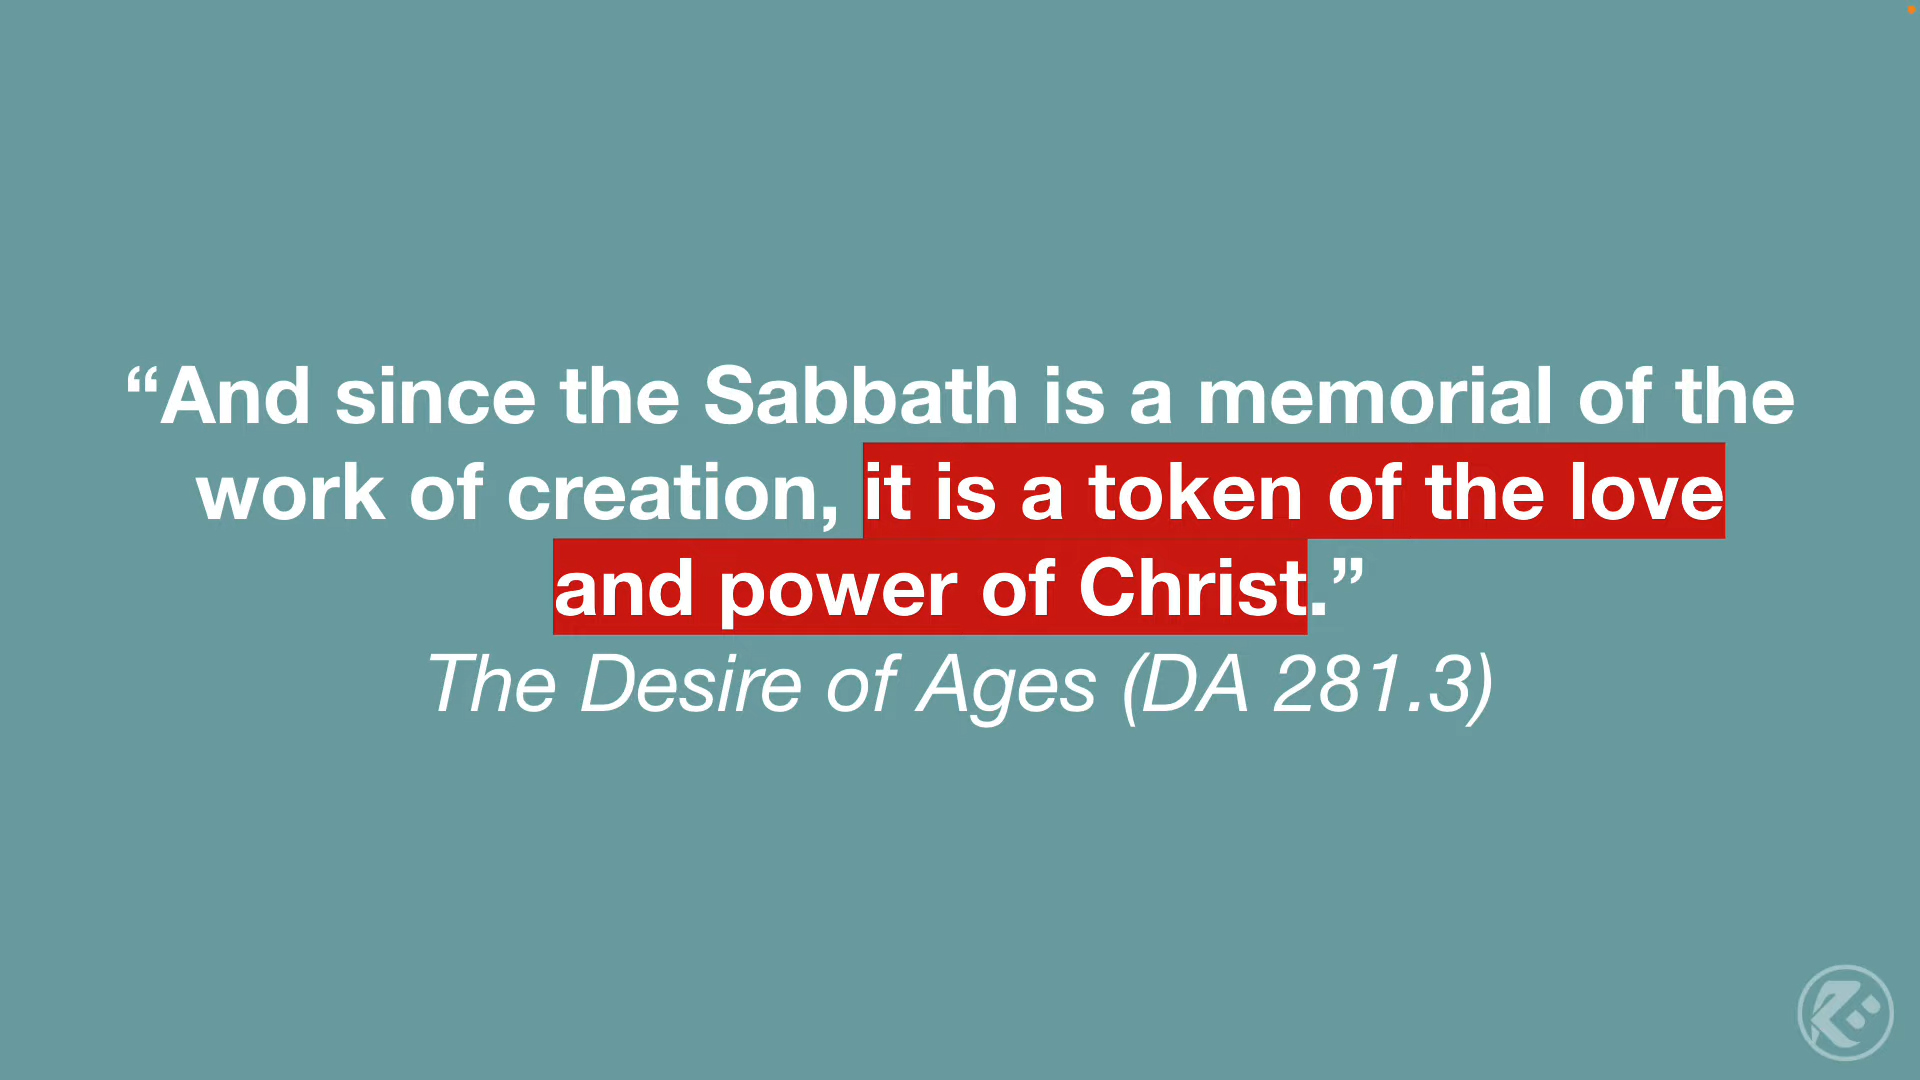 “And since the Sabbath is a memorial of the
work of creation, it is a token of the love
and power of Christ.”
The Desire of Ages (DA 281.3)